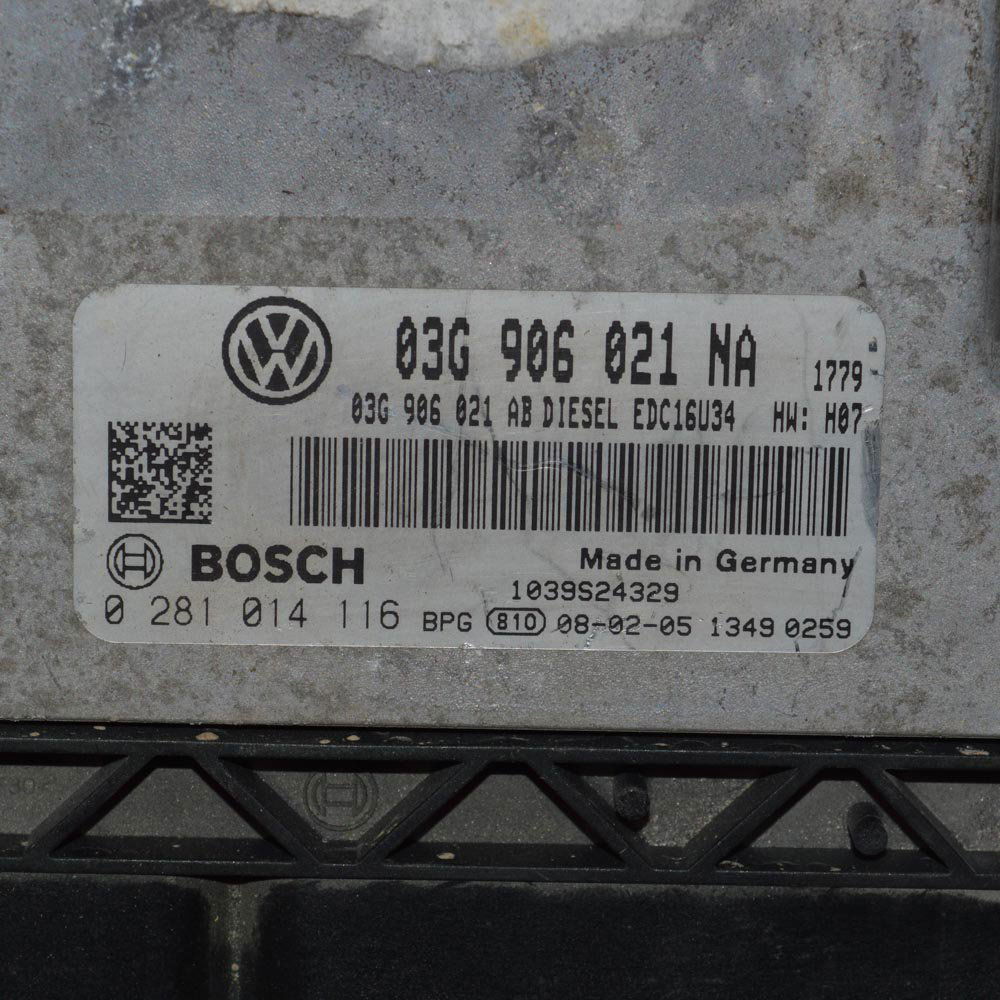 03G 906 021 NA 1779
03G 906 021 AB DIESEL EDC16U34 HW: H07
BOSCH Made in Germany
1039S24329
0 281 014 116 BPG 810 08-02-05 1349 0259